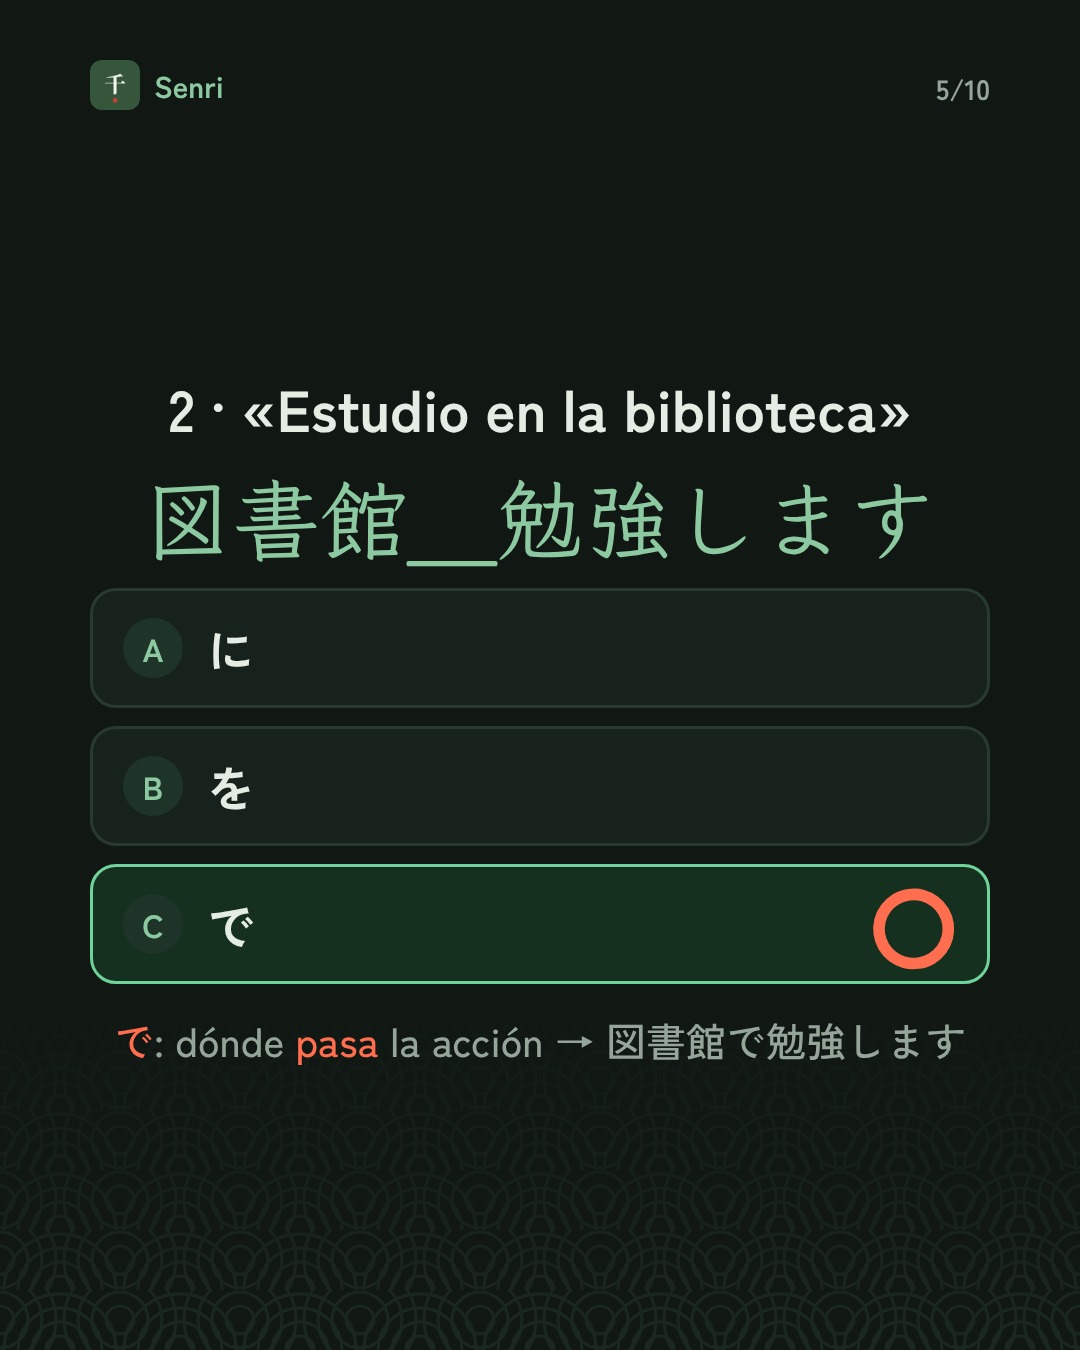 千 Senri
5/10
2・«Estudio en la biblioteca»
図書館__勉強します
A に
B を
C で
で: dónde pasa la acción → 図書館で勉強します